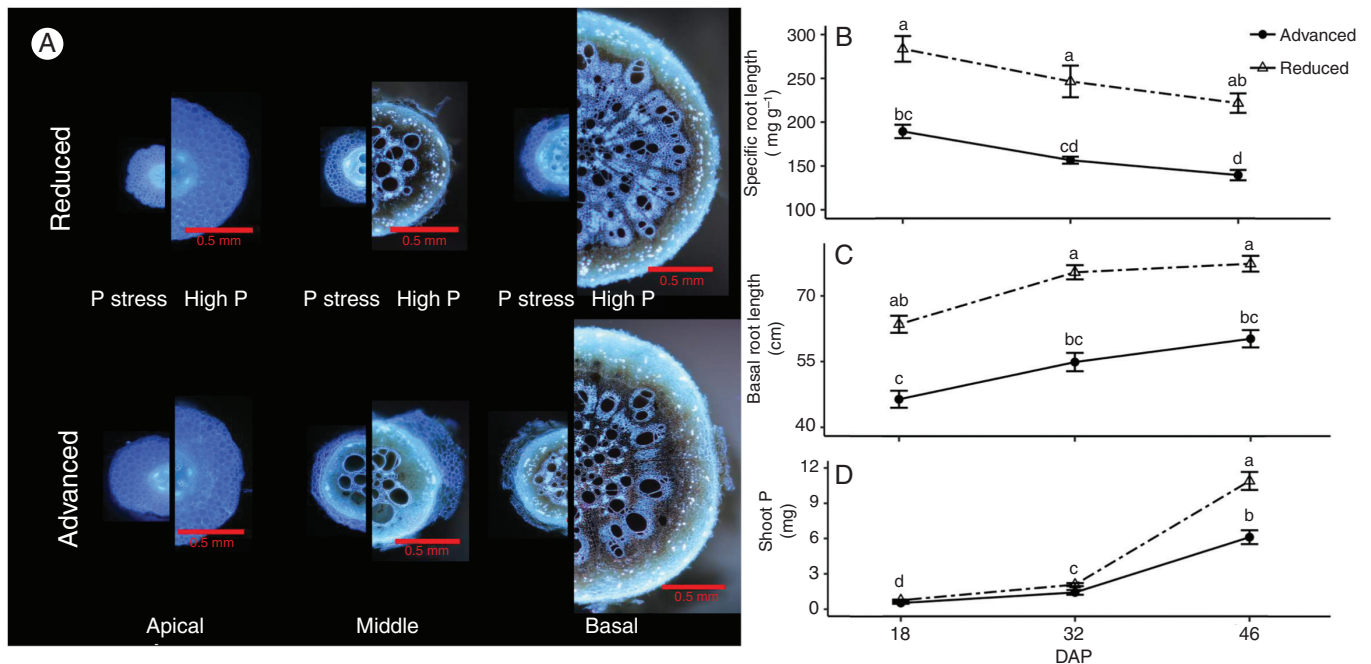 A
Reduced
0.5 mm
0.5 mm
0.5 mm
P stress High P
P stress High P
P stress High P
Advanced
0.5 mm
0.5 mm
0.5 mm
Apical
Middle
Basal
B
Specific root length
( mg g⁻¹)
300
250
200
150
100
a
a
ab
bc
cd
d
Advanced
Reduced
C
Basal root length
(cm)
70
55
40
ab
a
a
c
bc
bc
D
Shoot P
(mg)
12
9
6
3
0
d
c
a
b
18
32
46
DAP